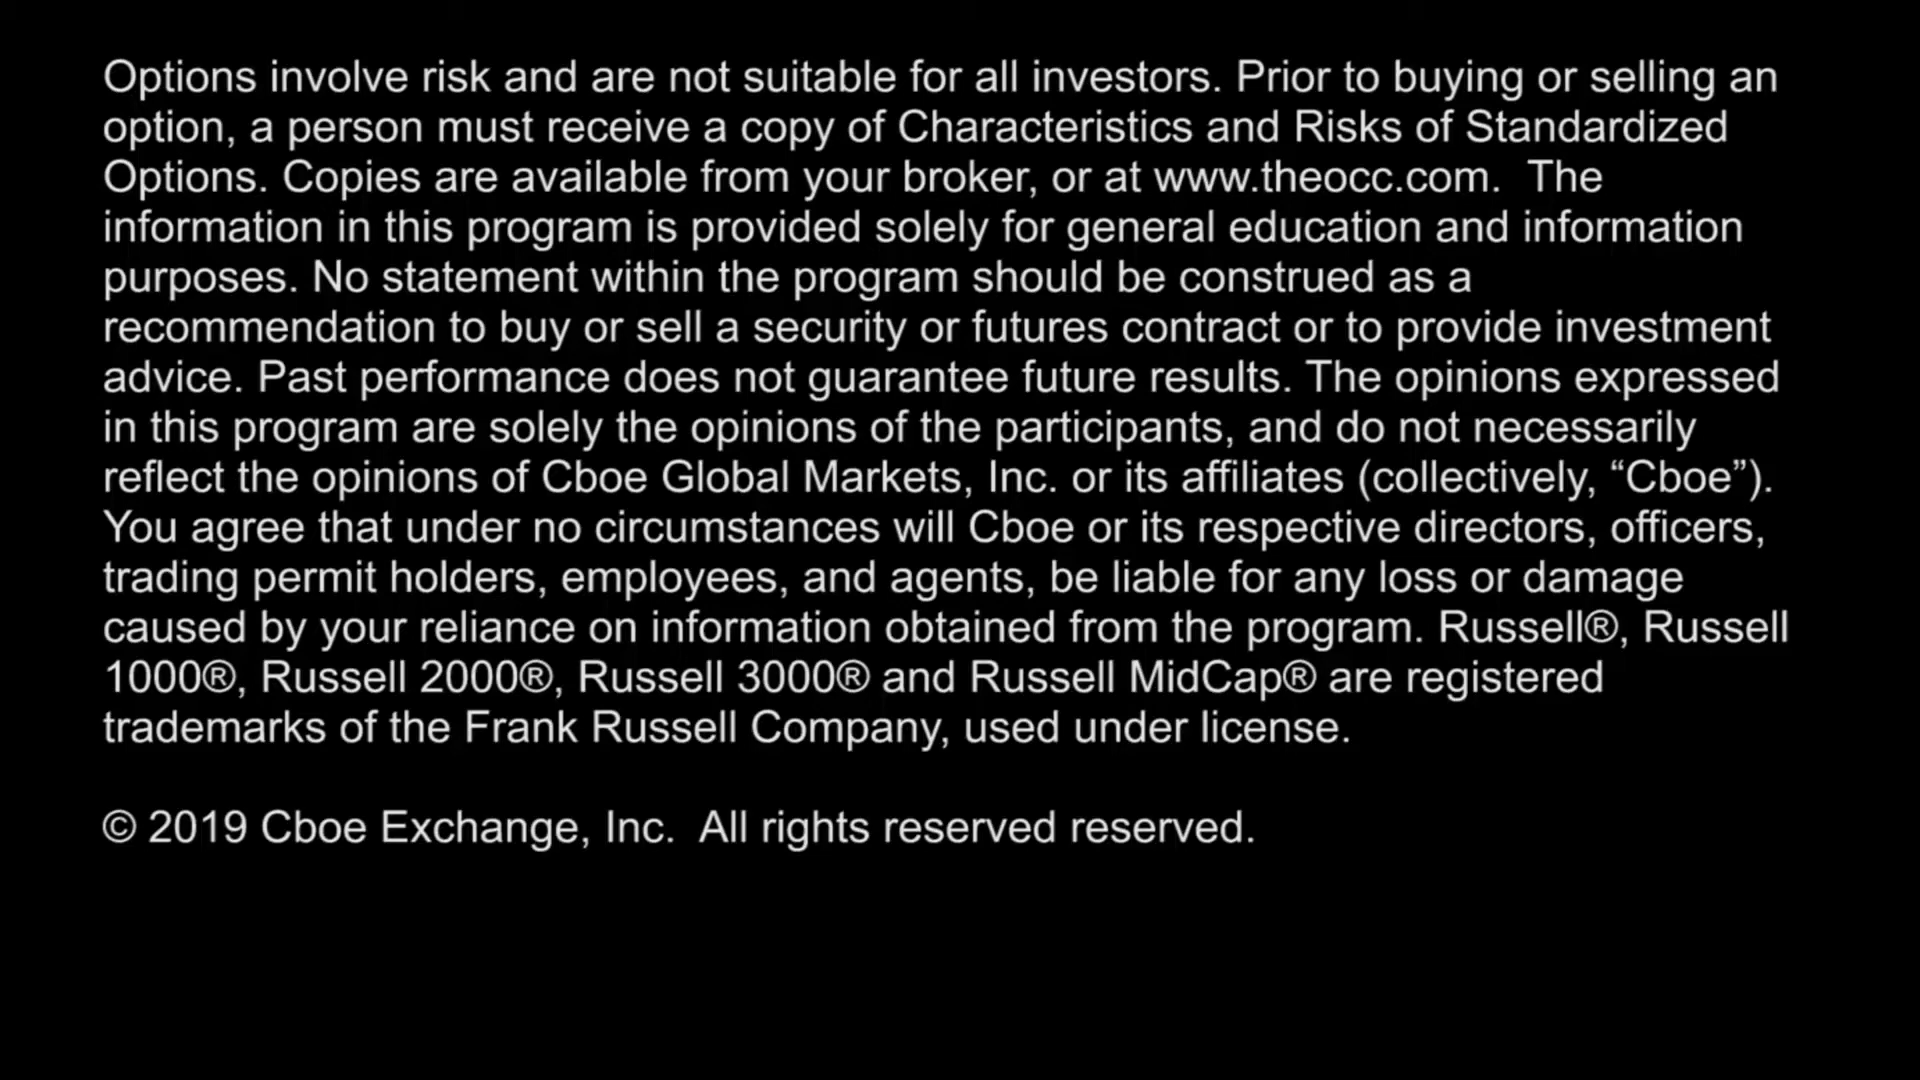 Options involve risk and are not suitable for all investors. Prior to buying or selling an
option, a person must receive a copy of Characteristics and Risks of Standardized
Options. Copies are available from your broker, or at www.theocc.com.  The
information in this program is provided solely for general education and information
purposes. No statement within the program should be construed as a
recommendation to buy or sell a security or futures contract or to provide investment
advice. Past performance does not guarantee future results. The opinions expressed
in this program are solely the opinions of the participants, and do not necessarily
reflect the opinions of Cboe Global Markets, Inc. or its affiliates (collectively, “Cboe”).
You agree that under no circumstances will Cboe or its respective directors, officers,
trading permit holders, employees, and agents, be liable for any loss or damage
caused by your reliance on information obtained from the program. Russell®, Russell
1000®, Russell 2000®, Russell 3000® and Russell MidCap® are registered
trademarks of the Frank Russell Company, used under license.
© 2019 Cboe Exchange, Inc.  All rights reserved reserved.